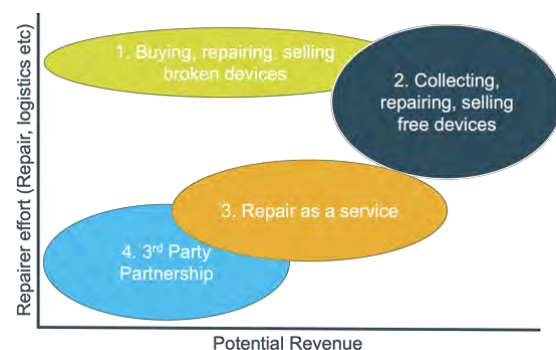 1. Buying, repairing, selling
broken devices
2. Collecting,
repairing, selling
free devices
3. Repair as a service
4. 3rd Party
Partnership
Repairer effort (Repair, logistics etc)
Potential Revenue